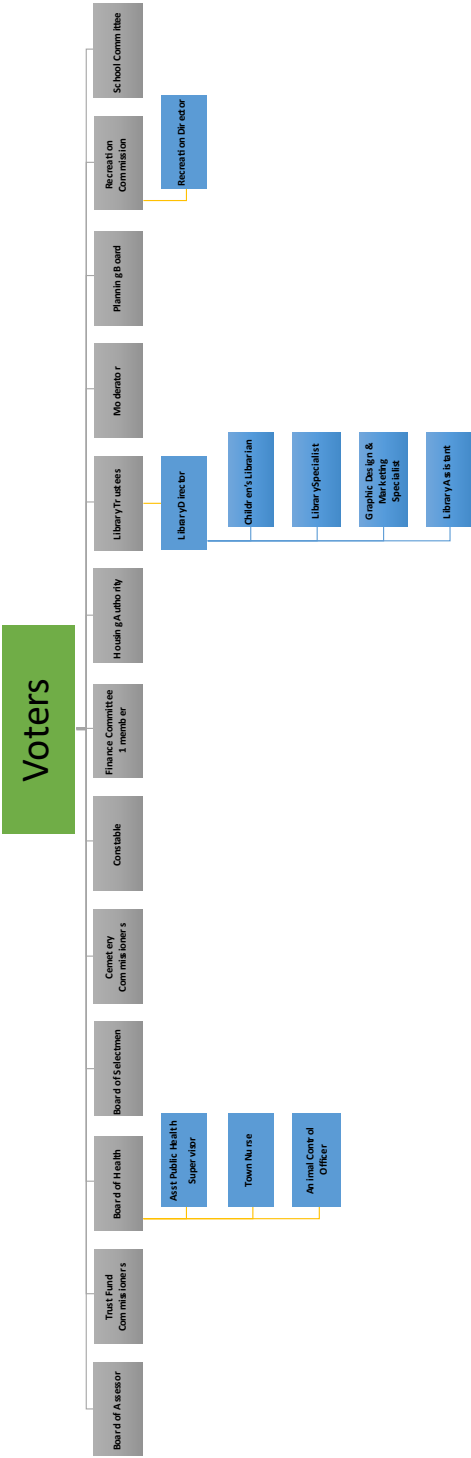 Voters
Board of Assessor
Trust Fund
Commissioners
Board of Health
Board of Selectmen
Cemetery
Commissioners
Constable
Finance Committee
1 member
Housing Authority
Library Trustees
Moderator
Planning Board
Recreation
Commission
School Committee
Asst Public Health
Supervisor
Town Nurse
Animal Control
Officer
Library Director
Children's Librarian
Library Specialist
Graphic Design &
Marketing
Specialist
Library Assistant
Recreation Director